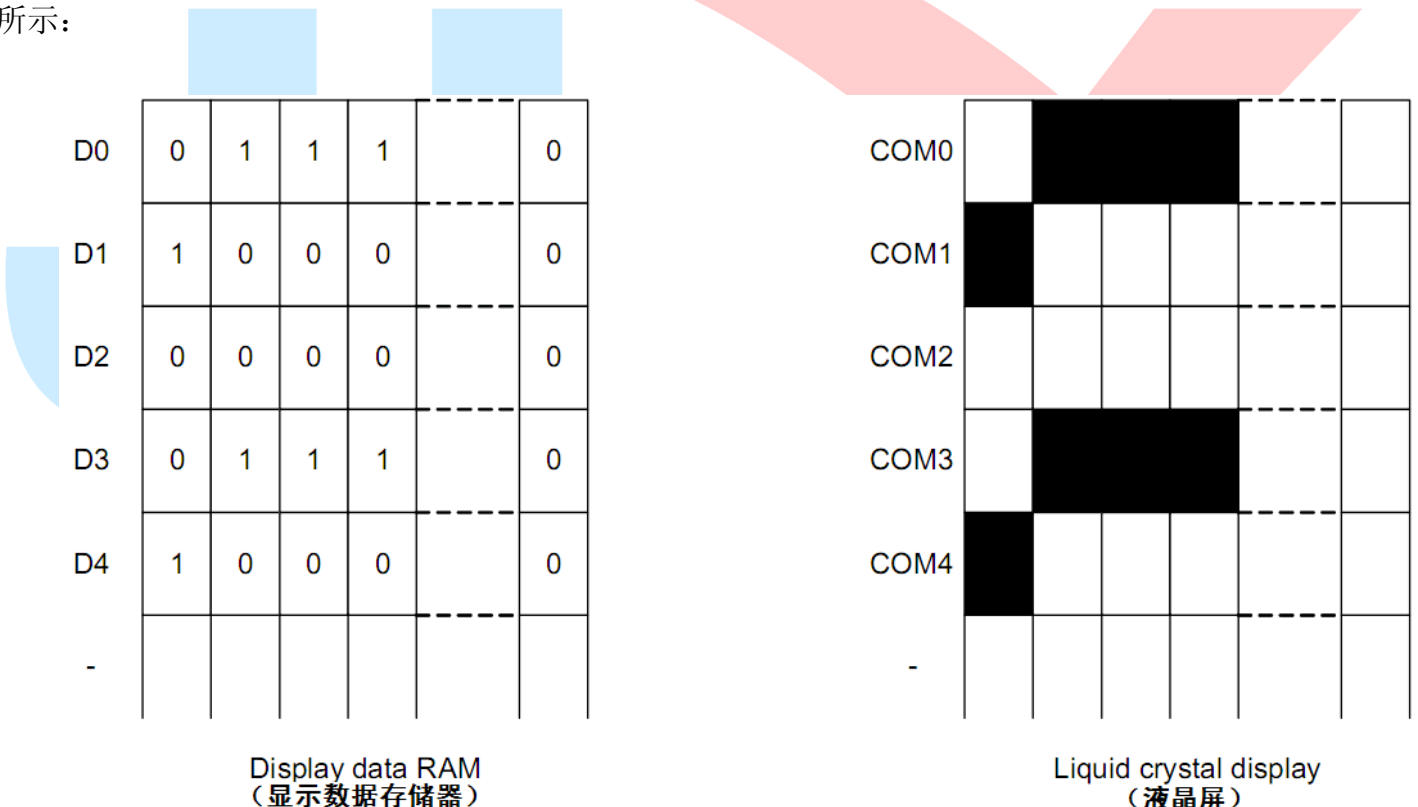 所示：
D0 0 1 1 1 0 COM0
D1 1 0 0 0 0 COM1
D2 0 0 0 0 0 COM2
D3 0 1 1 1 0 COM3
D4 1 0 0 0 0 COM4
- -
Display data RAM Liquid crystal display
（显示数据存储器） （液晶屏）